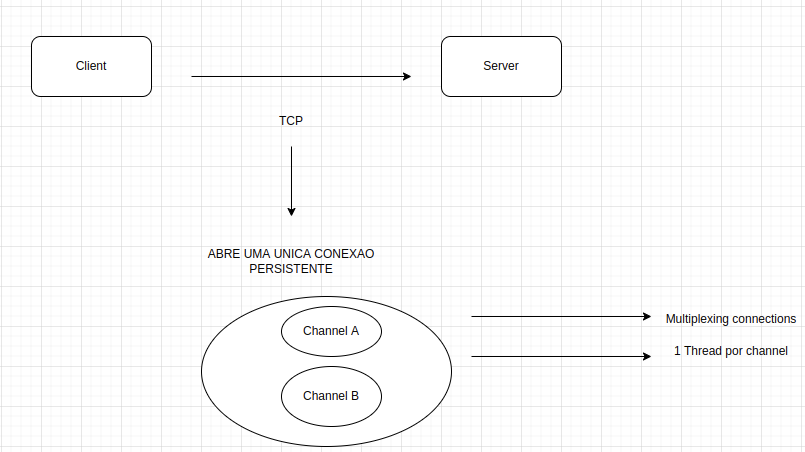 Client
Server
TCP
ABRE UMA UNICA CONEXAO
PERSISTENTE
Channel A
Multiplexing connections
1 Thread por channel
Channel B